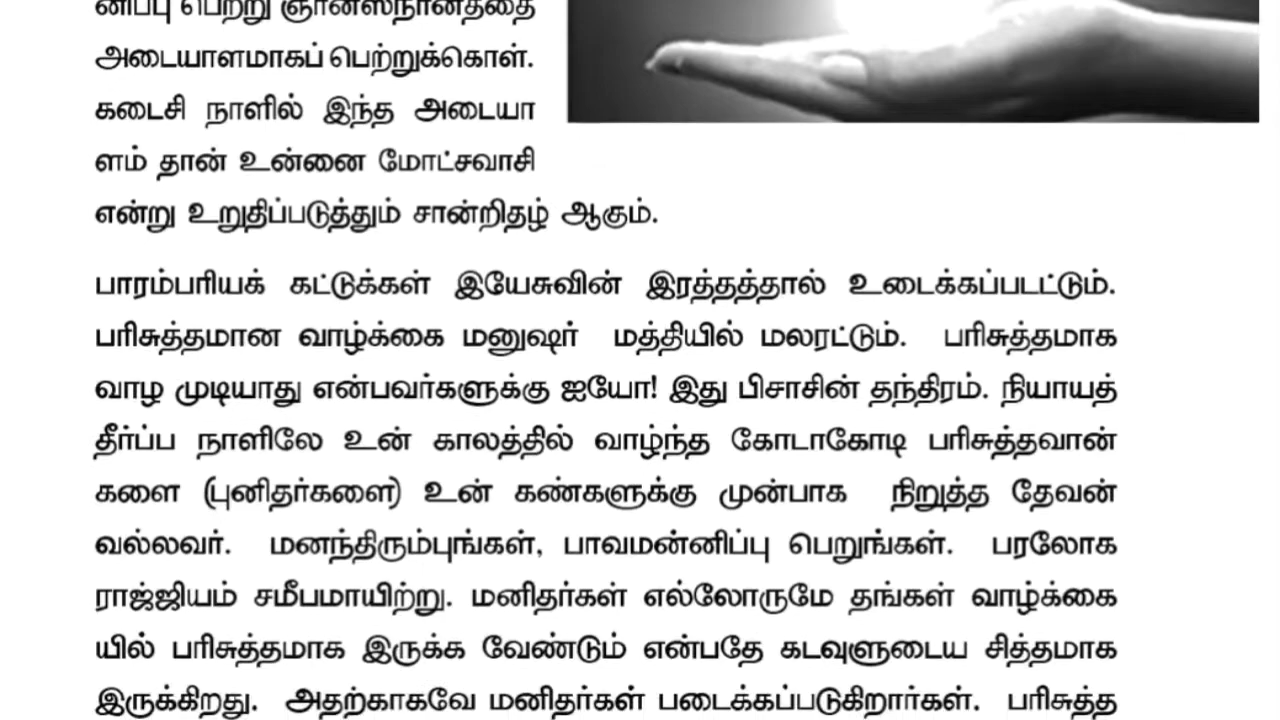 னிப்பு பெற்று ஞானஸ்நானத்தை
அடையாளமாகப் பெற்றுக்கொள்.
கடைசி நாளில் இந்த அடையா
ளம் தான் உன்னை மோட்சவாசி
என்று உறுதிப்படுத்தும் சான்றிதழ் ஆகும்.
பாரம்பரியக் கட்டுக்கள் இயேசுவின் இரத்தத்தால் உடைக்கப்படட்டும்.
பரிசுத்தமான வாழ்க்கை மனுஷர் மத்தியில் மலரட்டும். பரிசுத்தமாக
வாழ முடியாது என்பவர்களுக்கு ஐயோ! இது பிசாசின் தந்திரம். நியாயத்
தீர்ப்ப நாளிலே உன் காலத்தில் வாழ்ந்த கோடாகோடி பரிசுத்தவான்
களை (புனிதர்களை) உன் கண்களுக்கு முன்பாக நிறுத்த தேவன்
வல்லவர். மனந்திரும்புங்கள், பாவமன்னிப்பு பெறுங்கள். பரலோக
ராஜ்ஜியம் சமீபமாயிற்று. மனிதர்கள் எல்லோருமே தங்கள் வாழ்க்கை
யில் பரிசுத்தமாக இருக்க வேண்டும் என்பதே கடவுளுடைய சித்தமாக
இருக்கிறது. அதற்காகவே மனிதர்கள் படைக்கப்படுகிறார்கள். பரிசுத்த